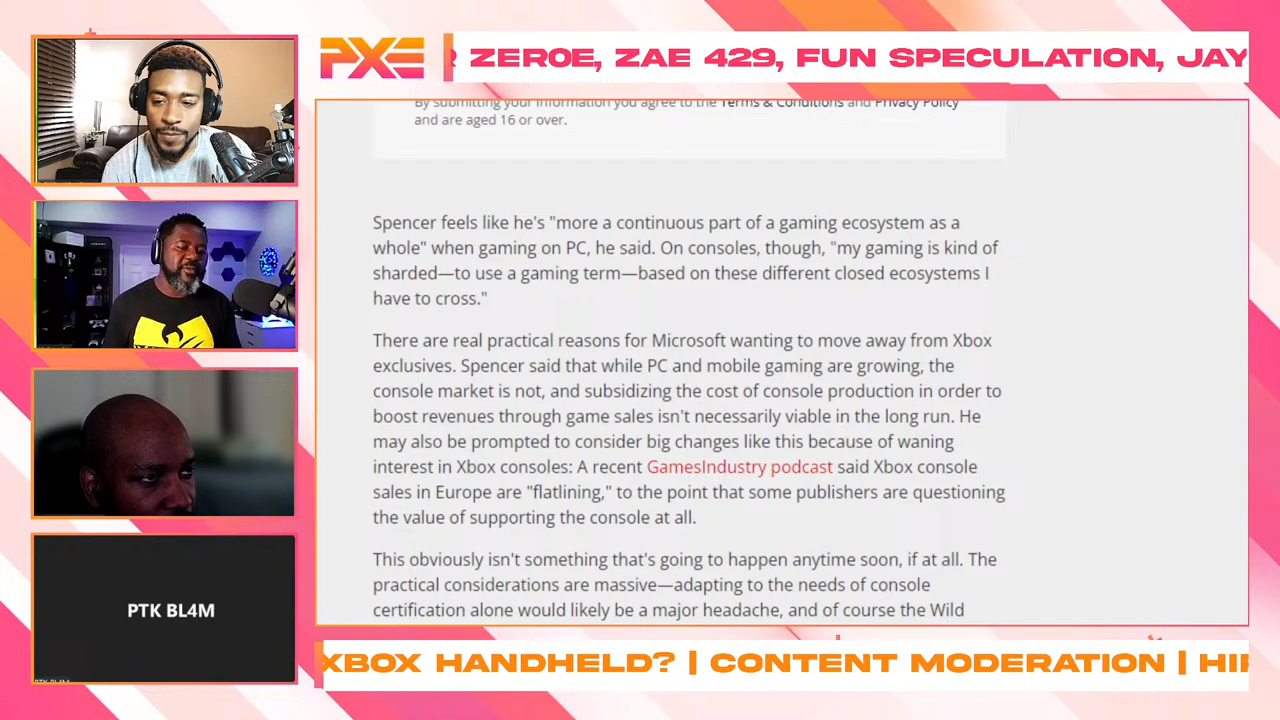 PXE
ZEROE, ZAE 429, FUN SPECULATION, JAY
By submitting your information you agree to the Terms & Conditions and Privacy Policy
and are aged 16 or over.
Spencer feels like he's "more a continuous part of a gaming ecosystem as a
whole" when gaming on PC, he said. On consoles, though, "my gaming is kind of
sharded—to use a gaming term—based on these different closed ecosystems I
have to cross."
There are real practical reasons for Microsoft wanting to move away from Xbox
exclusives. Spencer said that while PC and mobile gaming are growing, the
console market is not, and subsidizing the cost of console production in order to
boost revenues through game sales isn't necessarily viable in the long run. He
may also be prompted to consider big changes like this because of waning
interest in Xbox consoles: A recent GamesIndustry podcast said Xbox console
sales in Europe are "flatlining," to the point that some publishers are questioning
the value of supporting the console at all.
This obviously isn't something that's going to happen anytime soon, if at all. The
practical considerations are massive—adapting to the needs of console
certification alone would likely be a major headache, and of course the Wild
PTK BL4M
PTK BL4M
XBOX HANDHELD? | CONTENT MODERATION |